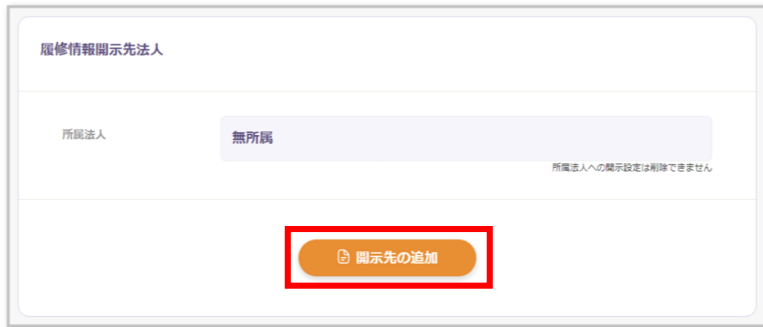 履修情報開示先法人
所属法人
無所属
所属法人への開示設定は削除できません
開示先の追加